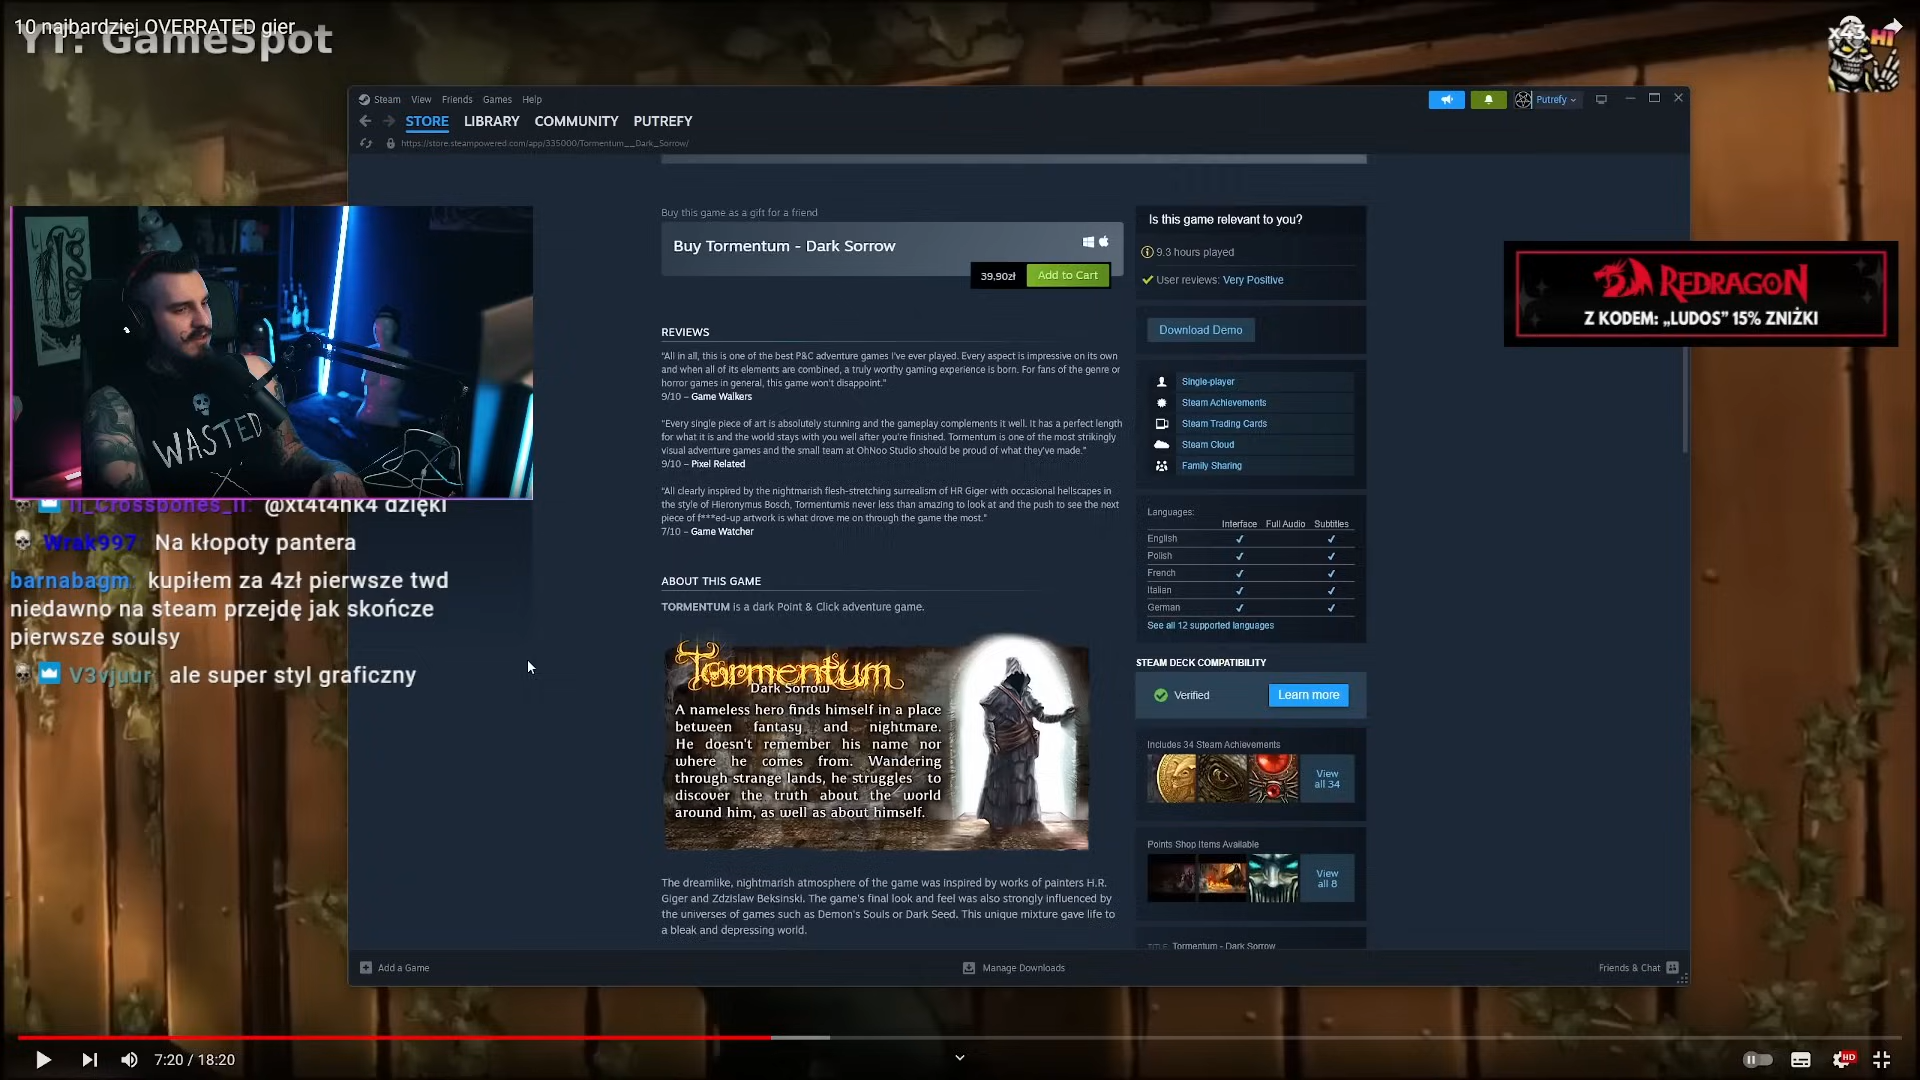 10 najbardziej OVERRATED gier
YT: GameSpot
x43 HI
Steam View Friends Games Help
Putrefy
STORE LIBRARY COMMUNITY PUTREFY
https://store.steampowered.com/app/335000/Tormentum__Dark_Sorrow/
Buy this game as a gift for a friend
Buy Tormentum - Dark Sorrow
39,90zł Add to Cart
REVIEWS
“All in all, this is one of the best P&C adventure games I've ever played. Every aspect is impressive on its own
and when all of its elements are combined, a truly worthy gaming experience is born. For fans of the genre or
horror games in general, this game won't disappoint.”
9/10 – Game Walkers
“Every single piece of art is absolutely stunning and the gameplay complements it well. It has a perfect length
for what it is and the world stays with you well after you're finished. Tormentum is one of the most strikingly
visual adventure games and the small team at OhNoo Studio should be proud of what they've made.”
9/10 – Pixel Related
“All clearly inspired by the nightmarish flesh-stretching surrealism of HR Giger with occasional hellscapes in
the style of Hieronymus Bosch, Tormentumis never less than amazing to look at and the push to see the next
piece of f***ed-up artwork is what drove me on through the game the most.”
7/10 – Game Watcher
ABOUT THIS GAME
TORMENTUM is a dark Point & Click adventure game.
Tormentum
Dark Sorrow
A nameless hero finds himself in a place
between fantasy and nightmare.
He doesn't remember his name nor
where he comes from. Wandering
through strange lands, he struggles to
discover the truth about the world
around him, as well as about himself.
The dreamlike, nightmarish atmosphere of the game was inspired by works of painters H.R.
Giger and Zdzislaw Beksinski. The game's final look and feel was also strongly influenced by
the universes of games such as Demon's Souls or Dark Seed. This unique mixture gave life to
a bleak and depressing world.
Is this game relevant to you?
9.3 hours played
User reviews: Very Positive
Download Demo
Single-player
Steam Achievements
Steam Trading Cards
Steam Cloud
Family Sharing
Languages:
Interface Full Audio Subtitles
English ✓ ✓
Polish ✓ ✓
French ✓ ✓
Italian ✓ ✓
German ✓ ✓
See all 12 supported languages
STEAM DECK COMPATIBILITY
Verified Learn more
Includes 34 Steam Achievements
View
all 34
Points Shop Items Available
View
all 8
TITLE: Tormentum - Dark Sorrow
Add a Game Manage Downloads Friends & Chat
WASTED
REDRAGON
Z KODEM: „LUDOS” 15% ZNIŻKI
ll_Crossbones_ll: @xt4t4nk4 dzięki
Wrak997 Na kłopoty pantera
barnabagm kupiłem za 4zł pierwsze twd
niedawno na steam przejdę jak skończe
pierwsze soulsy
V3vjuur ale super styl graficzny
7:20 / 18:20
HD